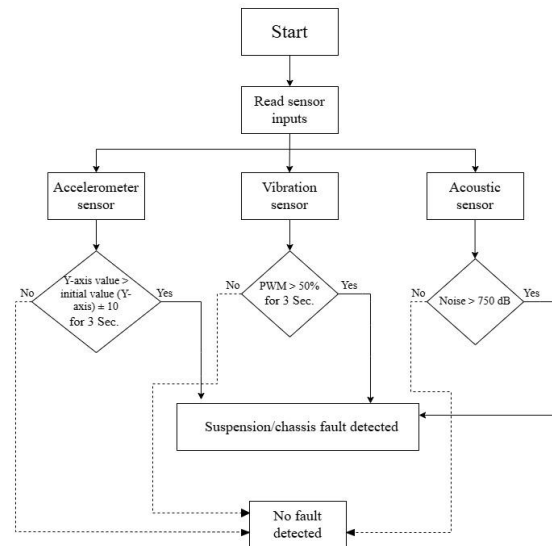 Start
Read sensor
inputs
Accelerometer
sensor
Vibration
sensor
Acoustic
sensor
No
Y-axis value >
initial value (Y-
axis) ± 10
for 3 Sec.
Yes
No
PWM > 50%
for 3 Sec.
Yes
No
Noise > 750 dB
Yes
Suspension/chassis fault detected
No fault
detected